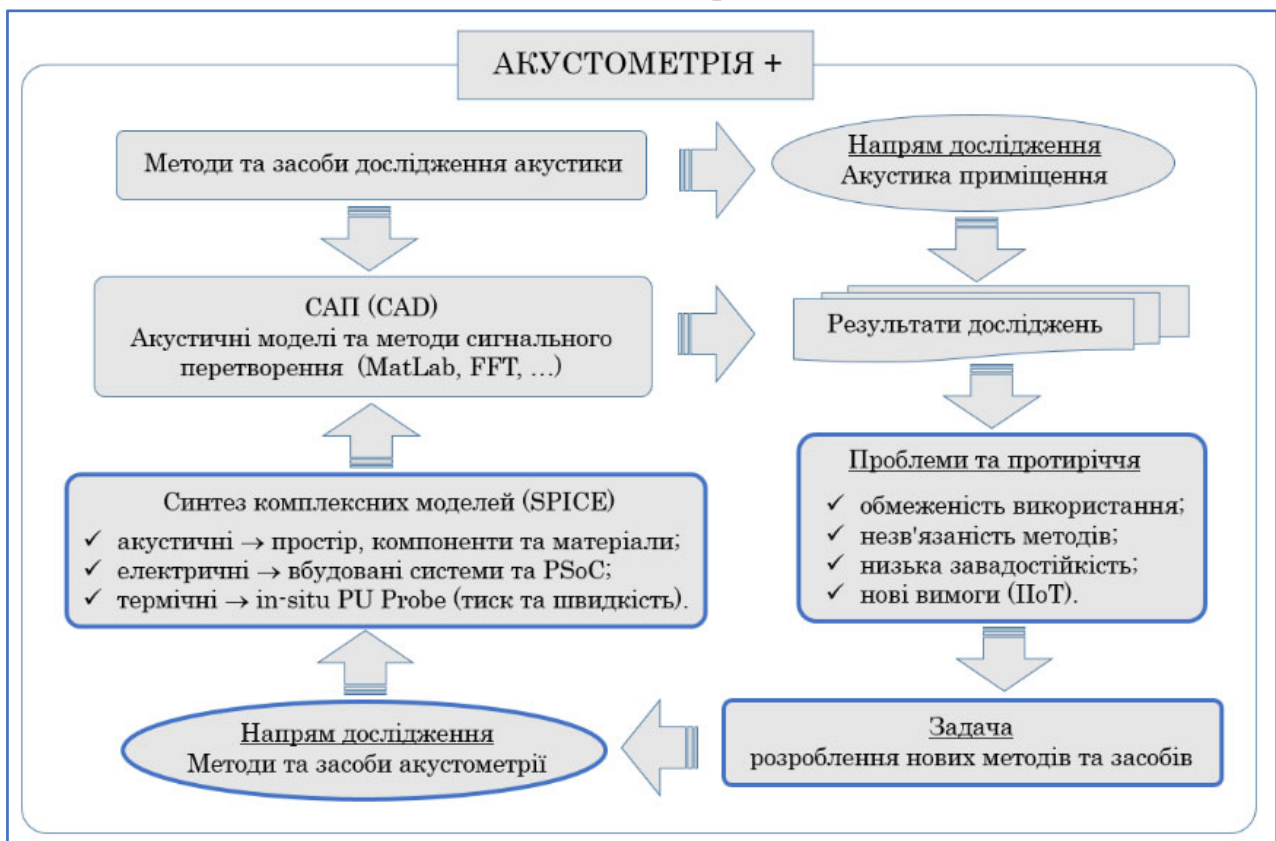 АКУСТОМЕТРІЯ +
Методи та засоби дослідження акустики
Напрям дослідження
Акустика приміщення
САП (CAD)
Акустичні моделі та методи сигнального
перетворення (MatLab, FFT, ...)
Результати досліджень
Проблеми та протиріччя
✓ обмеженість використання;
✓ незв'язаність методів;
✓ низька завадостійкість;
✓ нові вимоги (IIoT).
Синтез комплексних моделей (SPICE)
✓ акустичні → простір, компоненти та матеріали;
✓ електричні → вбудовані системи та PSoC;
✓ термічні → in-situ PU Probe (тиск та швидкість).
Напрям дослідження
Методи та засоби акустометрії
Задача
розроблення нових методів та засобів